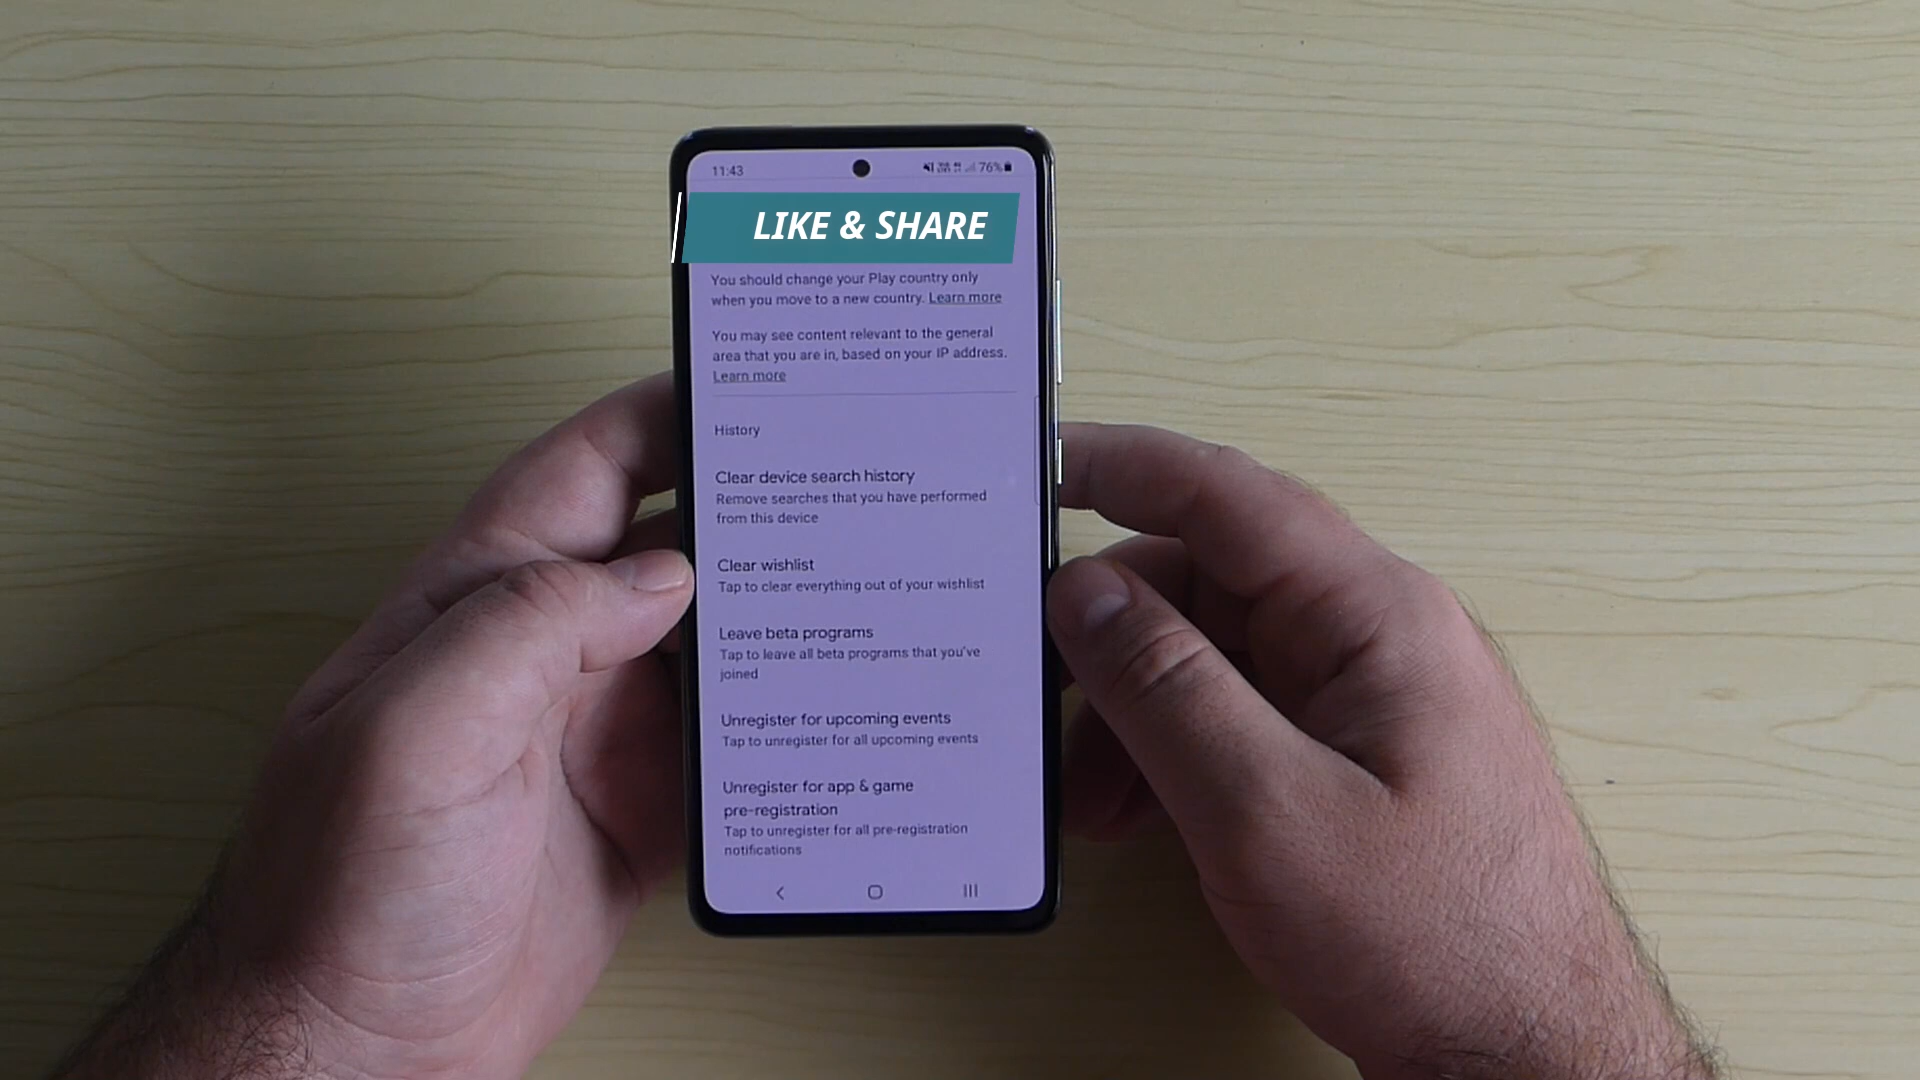 11:43
76%
LIKE & SHARE
You should change your Play country only
when you move to a new country. Learn more
You may see content relevant to the general
area that you are in, based on your IP address.
Learn more
History
Clear device search history
Remove searches that you have performed
from this device
Clear wishlist
Tap to clear everything out of your wishlist
Leave beta programs
Tap to leave all beta programs that you've
joined
Unregister for upcoming events
Tap to unregister for all upcoming events
Unregister for app & game
pre-registration
Tap to unregister for all pre-registration
notifications